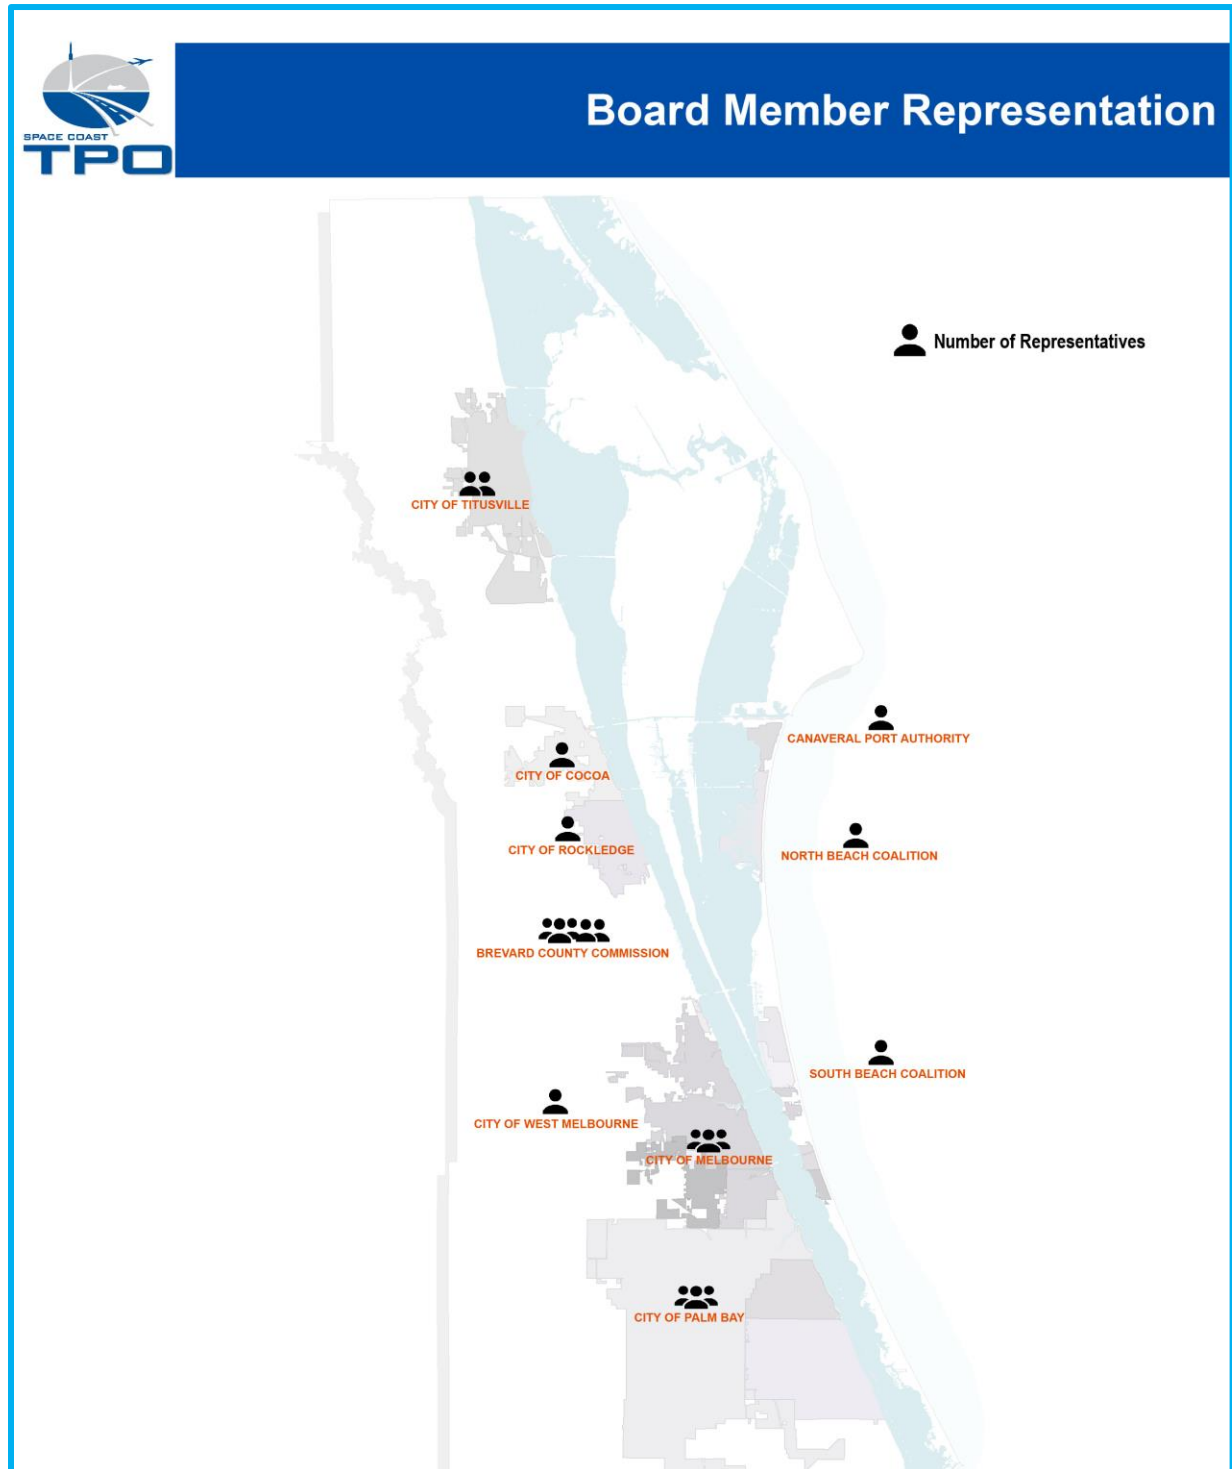 SPACE COAST
TPO
Board Member Representation
Number of Representatives
CITY OF TITUSVILLE
CANAVERAL PORT AUTHORITY
CITY OF COCOA
CITY OF ROCKLEDGE
NORTH BEACH COALITION
BREVARD COUNTY COMMISSION
SOUTH BEACH COALITION
CITY OF WEST MELBOURNE
CITY OF MELBOURNE
CITY OF PALM BAY